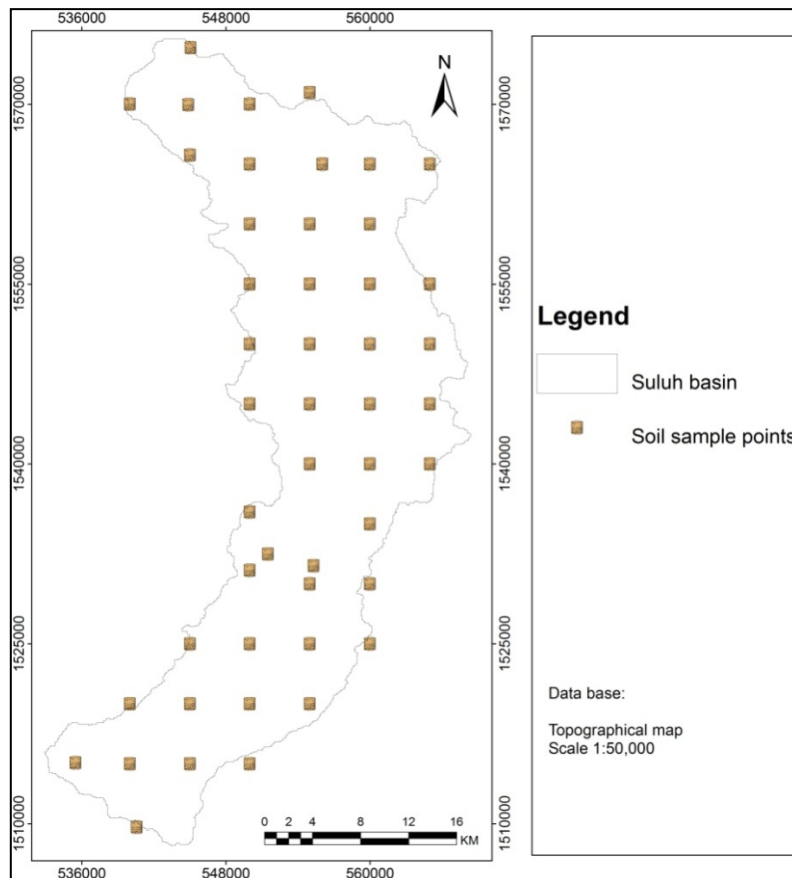 536000 548000 560000
N
1570000 1570000
1555000 1555000
Legend
Suluh basin
Soil sample points
1540000 1540000
1525000 1525000
Data base:
Topographical map
Scale 1:50,000
1510000 1510000
0 2 4 8 12 16
KM
536000 548000 560000